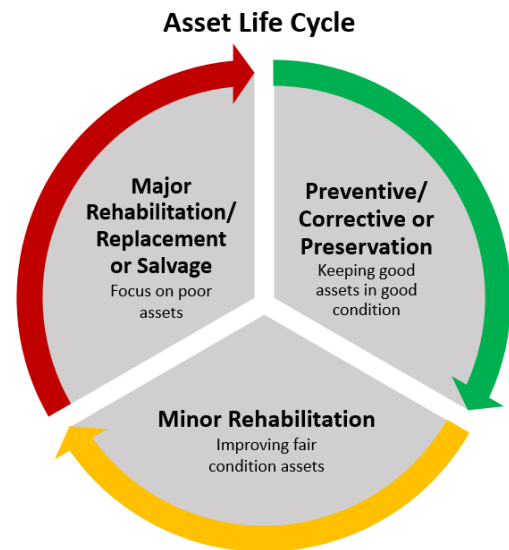 Asset Life Cycle
Major
Rehabilitation/
Replacement
or Salvage
Focus on poor
assets
Preventive/
Corrective or
Preservation
Keeping good
assets in good
condition
Minor Rehabilitation
Improving fair
condition assets